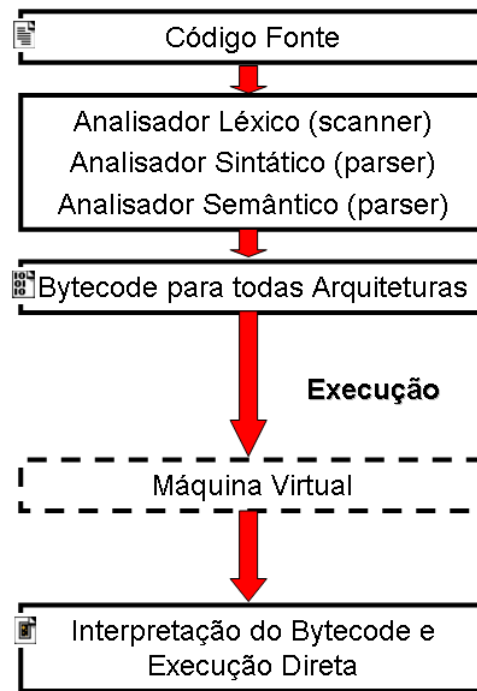 Código Fonte
Analisador Léxico (scanner)
Analisador Sintático (parser)
Analisador Semântico (parser)
Bytecode para todas Arquiteturas
Execução
Máquina Virtual
Interpretação do Bytecode e
Execução Direta